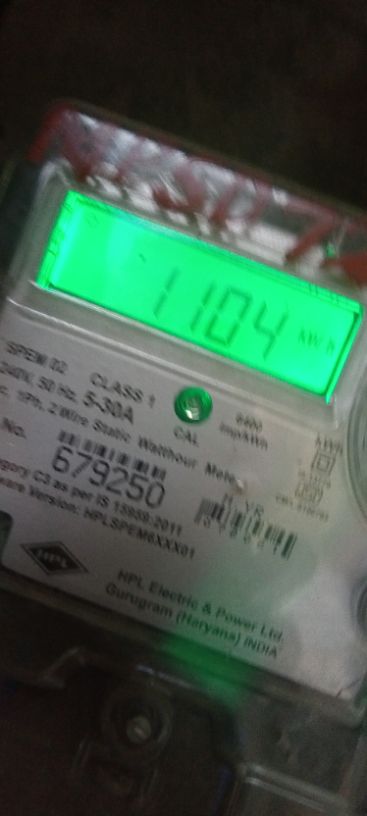 1104 kWh
SPEM 02 CLASS 1
240V, 50 Hz, 5-30A 6400
1Ph, 2 Wire Static Watthour Meter imp/kWh
CAL
No.
679250
C3 as per IS 15959:2011
Version: HPLSPEM6XXX01
HPL
HPL Electric & Power Ltd.
Gurugram (Haryana) INDIA